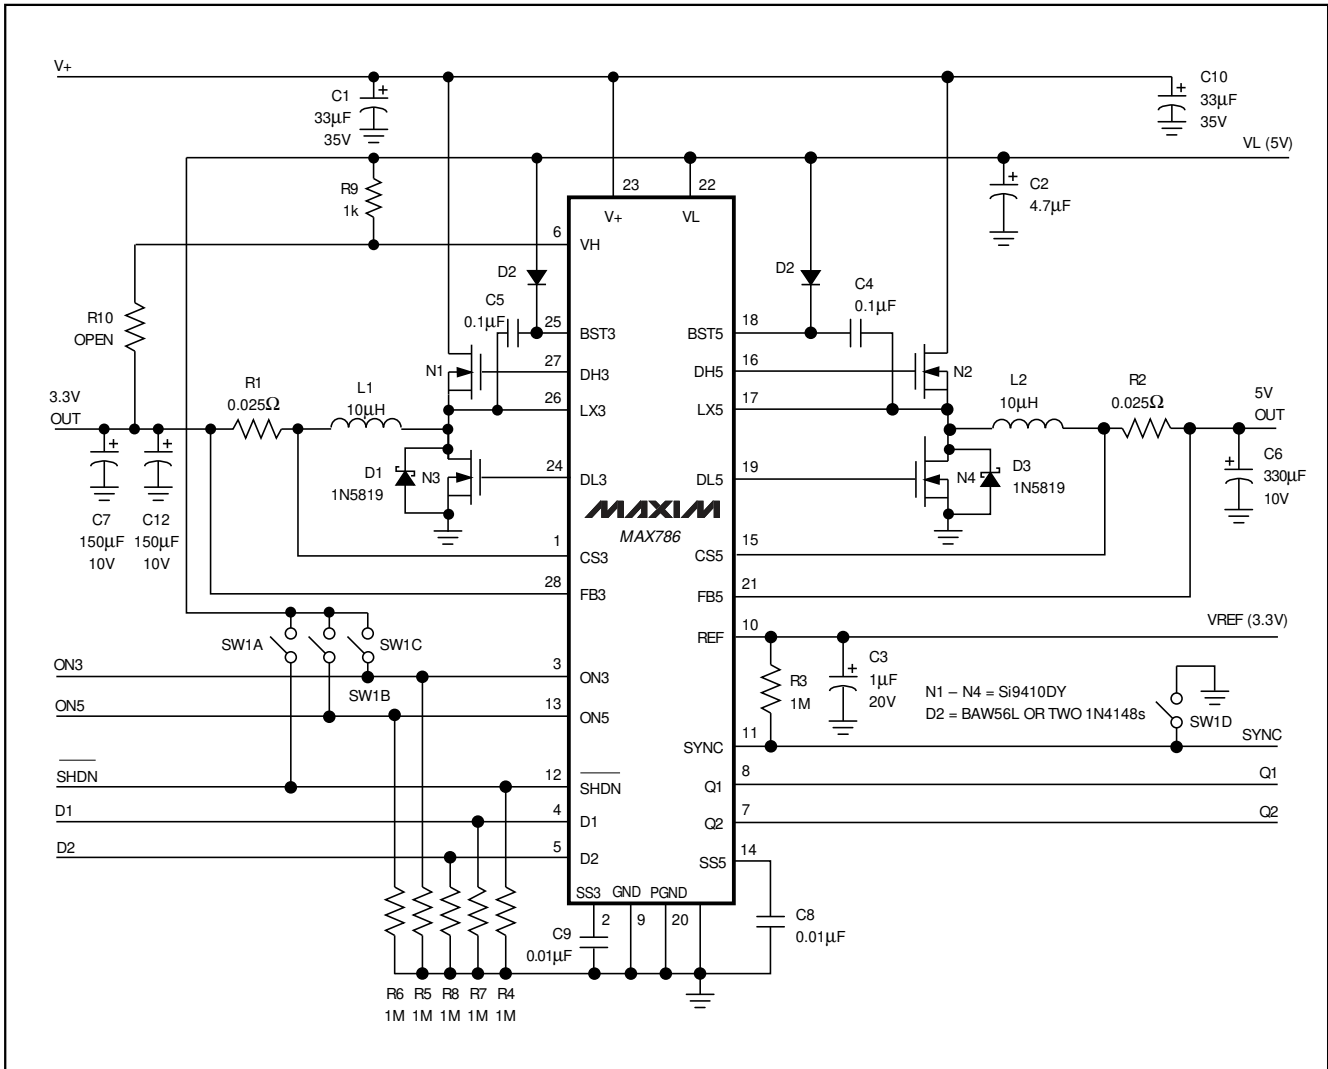 V+
C1
33µF
35V
C10
33µF
35V
VL (5V)
R9
1k
23
22
V+
VL
C2
4.7µF
6
VH
D2
D2
C5
0.1µF
C4
0.1µF
R10
OPEN
25
BST3
BST5
18
27
DH3
DH5
16
N1
N2
26
LX3
LX5
17
3.3V
OUT
R1
0.025Ω
L1
10µH
L2
10µH
R2
0.025Ω
5V
OUT
24
DL3
DL5
19
D1
1N5819
N3
N4
D3
1N5819
C6
330µF
10V
MAXIM
MAX786
C7
150µF
10V
C12
150µF
10V
1
CS3
CS5
15
28
FB3
FB5
21
REF
10
VREF (3.3V)
SW1A
SW1C
SW1B
ON3
3
ON3
R3
1M
C3
1µF
20V
N1 – N4 = Si9410DY
D2 = BAW56L OR TWO 1N4148s
SW1D
ON5
13
ON5
SYNC
11
SYNC
SHDN
12
SHDN
Q1
8
Q1
D1
4
D1
Q2
7
Q2
D2
5
D2
SS5
14
SS3
GND
PGND
2
9
20
C9
0.01µF
C8
0.01µF
R6
1M
R5
1M
R8
1M
R7
1M
R4
1M